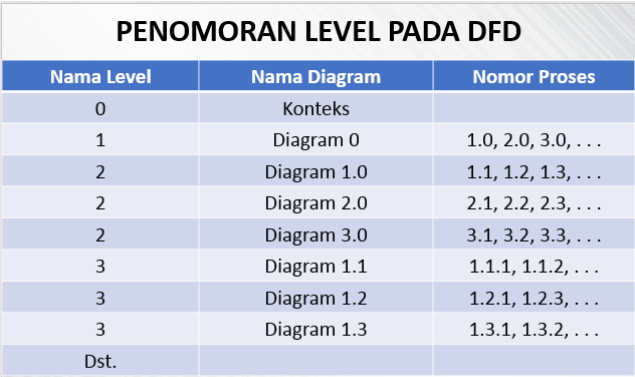 PENOMORAN LEVEL PADA DFD
Nama Level Nama Diagram Nomor Proses
0 Konteks
1 Diagram 0 1.0, 2.0, 3.0, . . .
2 Diagram 1.0 1.1, 1.2, 1.3, . . .
2 Diagram 2.0 2.1, 2.2, 2.3, . . .
2 Diagram 3.0 3.1, 3.2, 3.3, . . .
3 Diagram 1.1 1.1.1, 1.1.2, . . .
3 Diagram 1.2 1.2.1, 1.2.3, . . .
3 Diagram 1.3 1.3.1, 1.3.2, . . .
Dst.